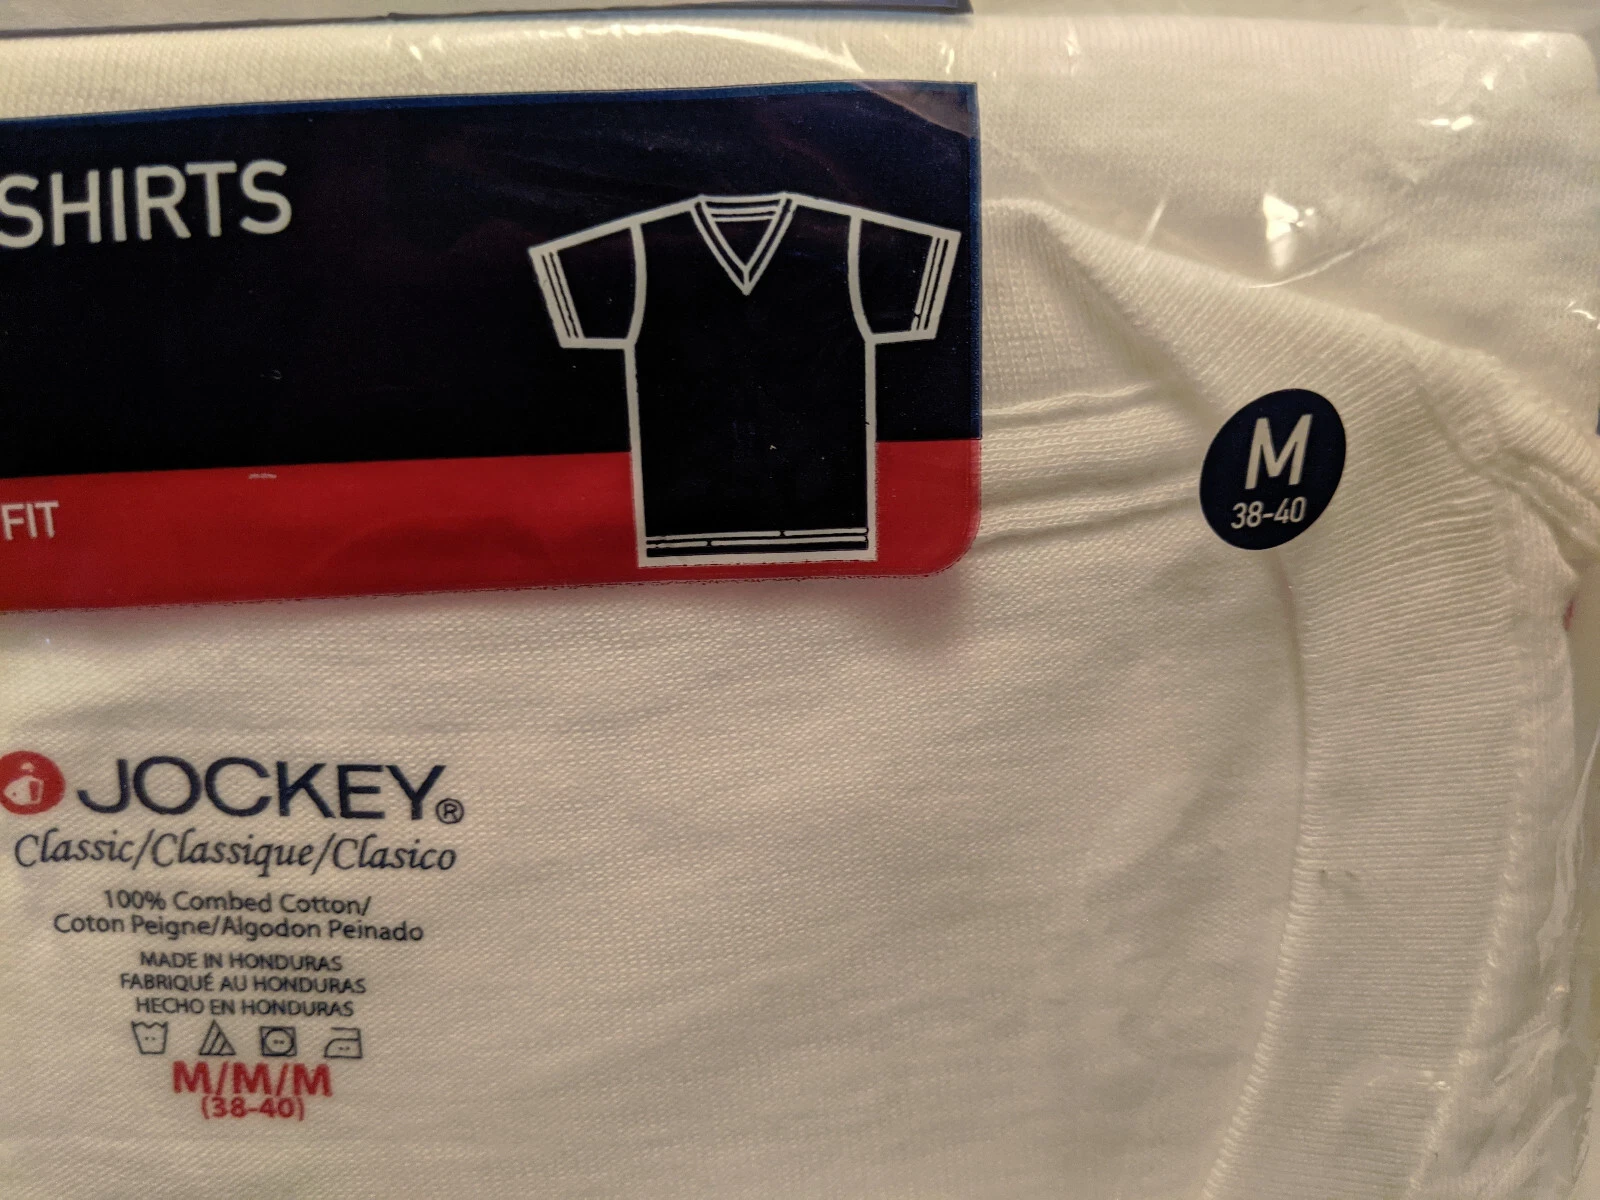 SHIRTS
FIT
M
38-40
JOCKEY®
Classic/Classique/Clasico
100% Combed Cotton/
Coton Peigne/Algodon Peinado
MADE IN HONDURAS
FABRIQUÉ AU HONDURAS
HECHO EN HONDURAS
M/M/M
(38-40)